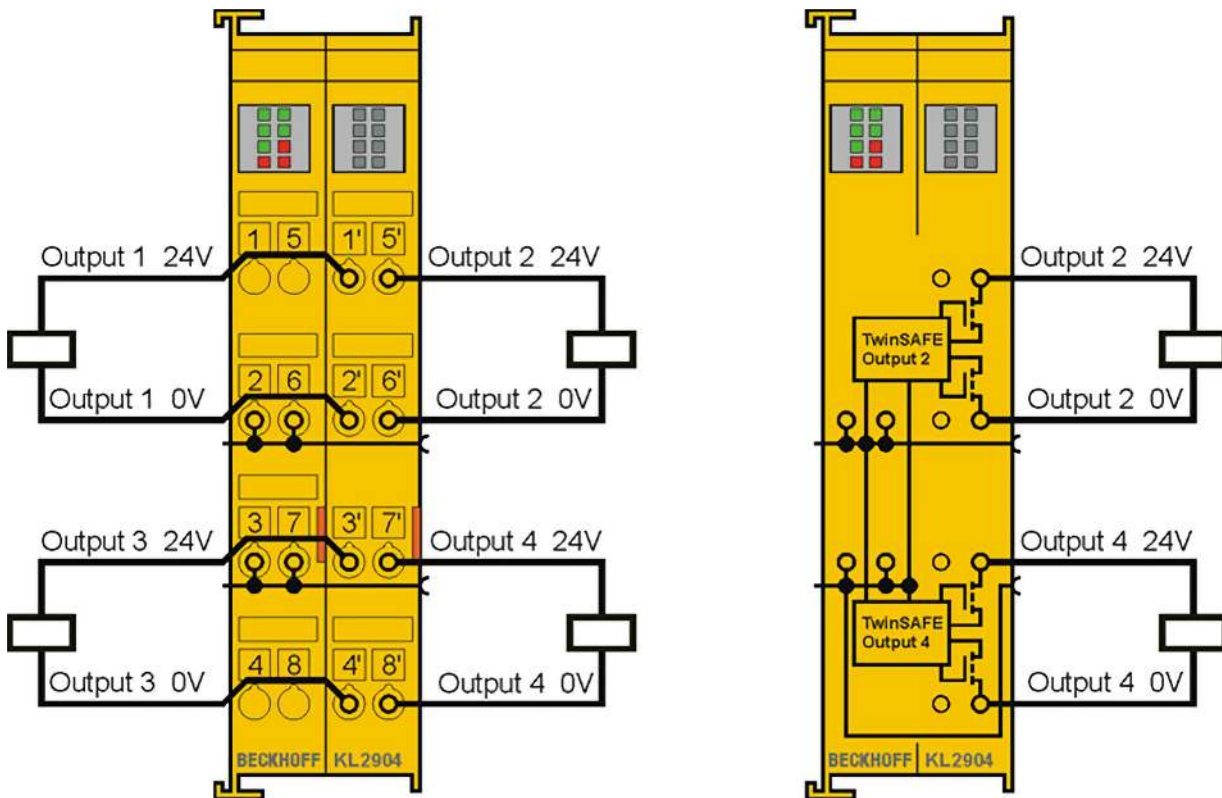 1 5 1' 5'
Output 1 24V
Output 2 24V
2 6 2' 6'
Output 1 0V
Output 2 0V
3 7 3' 7'
Output 3 24V
Output 4 24V
4 8 4' 8'
Output 3 0V
Output 4 0V
BECKHOFF KL2904
Output 2 24V
TwinSAFE
Output 2
Output 2 0V
Output 4 24V
TwinSAFE
Output 4
Output 4 0V
BECKHOFF KL2904